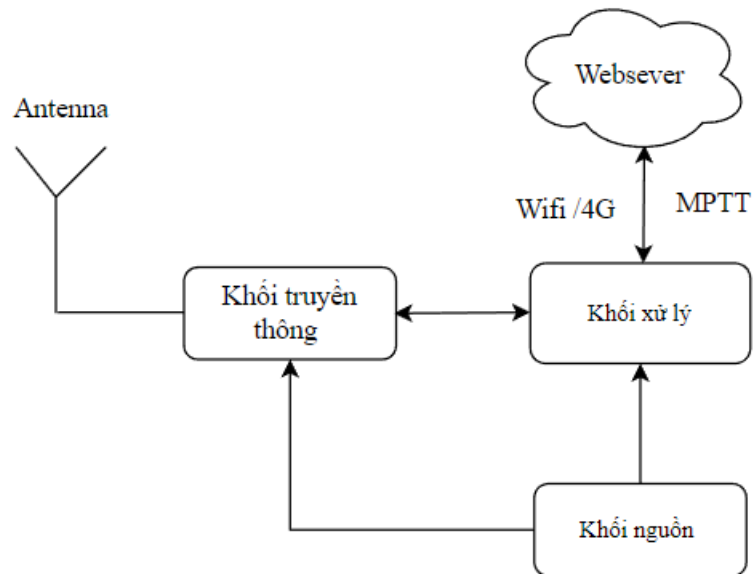 Websever
Antenna
Wifi /4G
MPTT
Khối truyền
thông
Khối xử lý
Khối nguồn